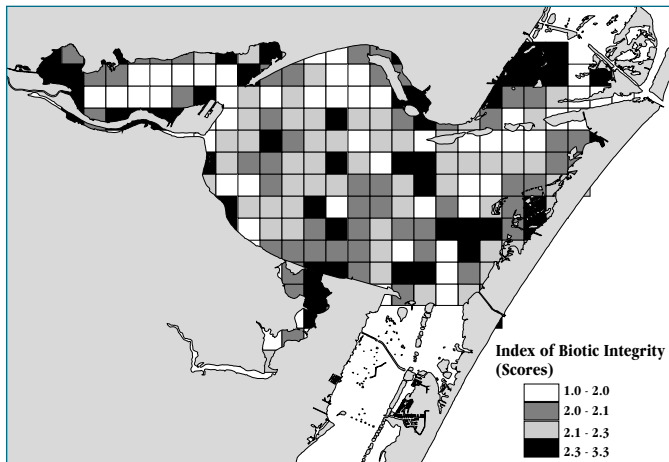 Index of Biotic Integrity
(Scores)
1.0 - 2.0
2.0 - 2.1
2.1 - 2.3
2.3 - 3.3